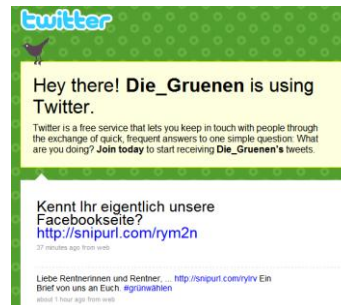 twitter
Hey there! Die_Gruenen is using
Twitter.
Twitter is a free service that lets you keep in touch with people through
the exchange of quick, frequent answers to one simple question: What
are you doing? Join today to start receiving Die_Gruenen's tweets.
Kennt Ihr eigentlich unsere
Facebookseite?
http://snipurl.com/rym2n
37 minutes ago from web
Liebe Rentnerinnen und Rentner, ... http://snipurl.com/rylrv Ein
Brief von uns an Euch. #grünwählen
about 1 hour ago from web